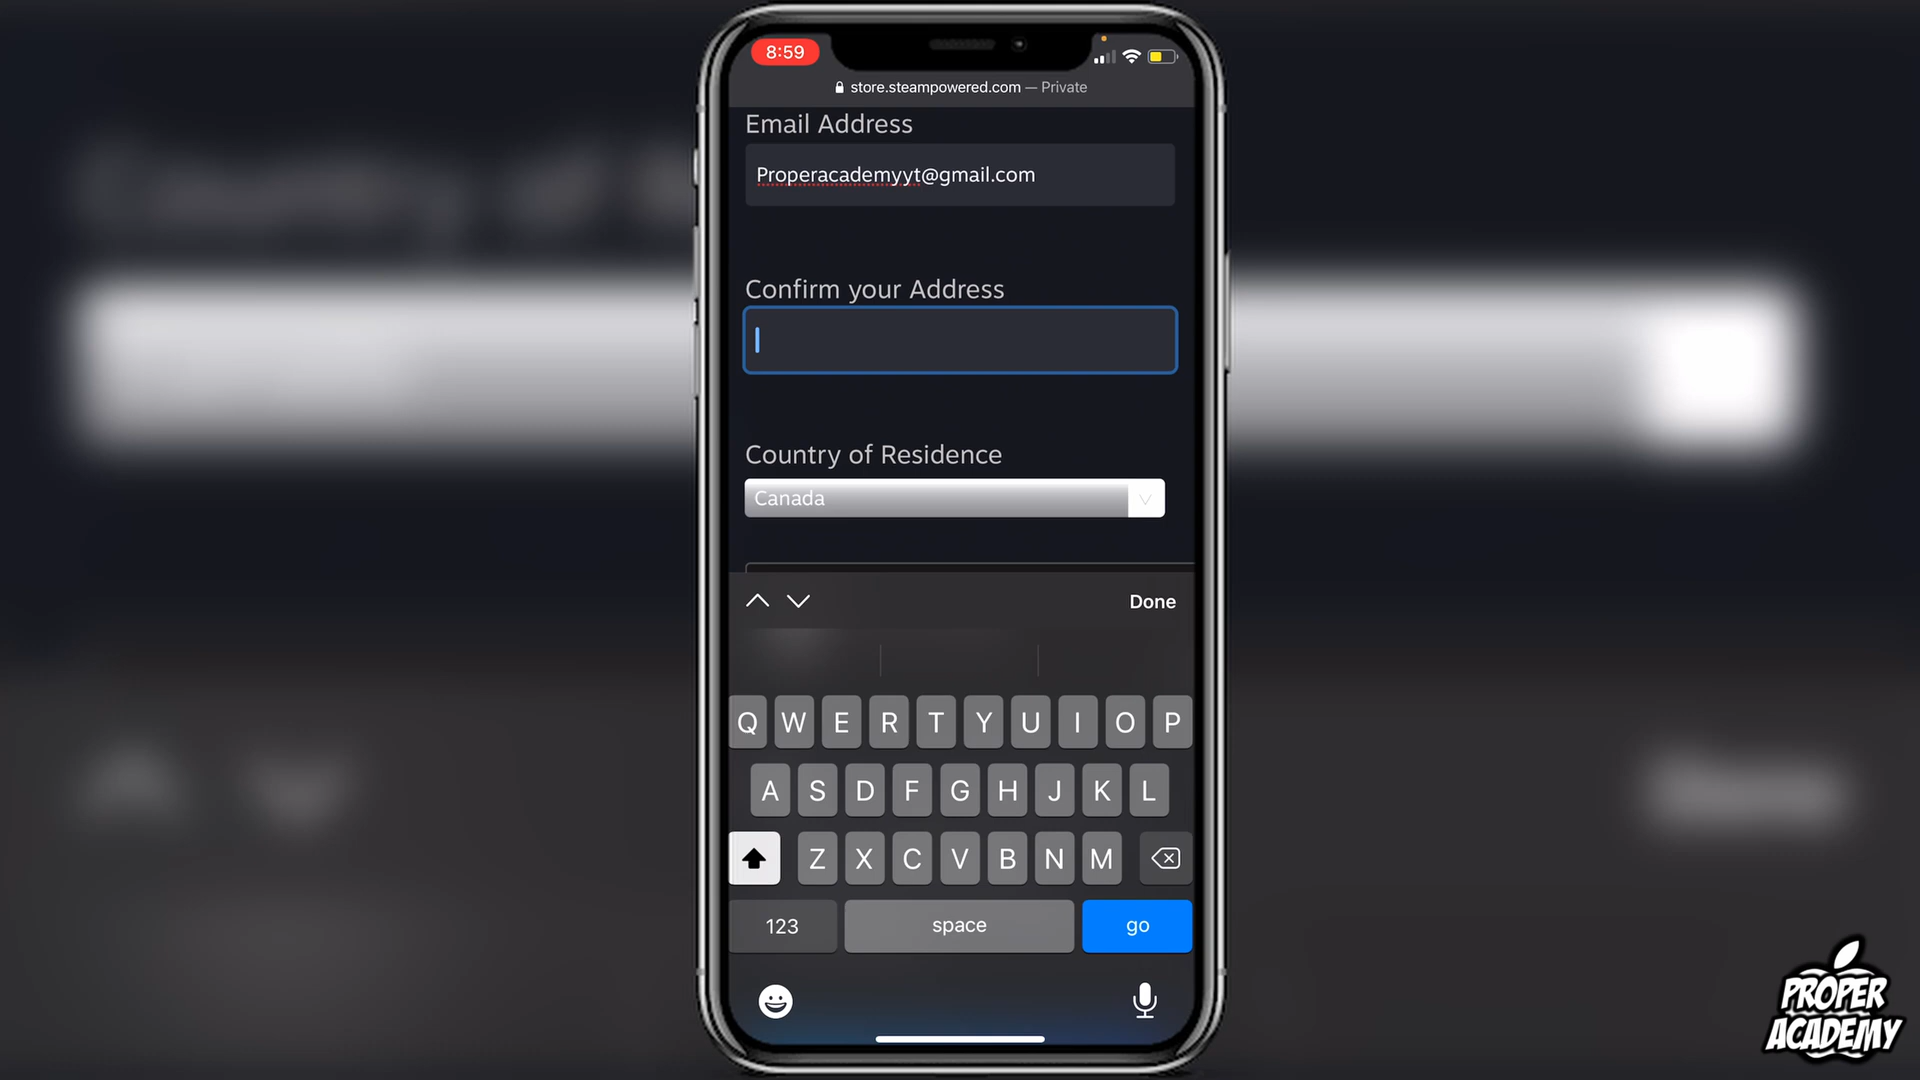 8:59
store.steampowered.com — Private
Email Address
Properacademyyt@gmail.com
Confirm your Address
Country of Residence
Canada
Done
Q W E R T Y U I O P
A S D F G H J K L
Z X C V B N M
123 space go
PROPER
ACADEMY